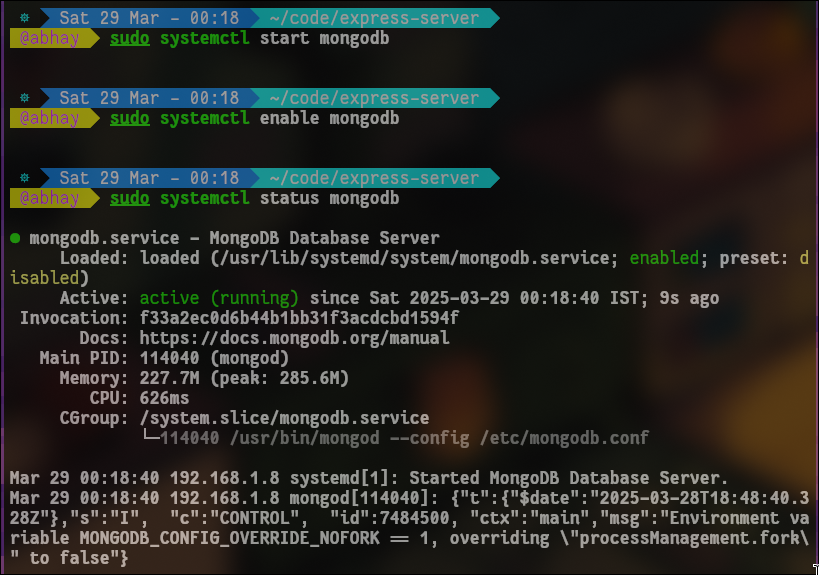 Sat 29 Mar - 00:18 ~/code/express-server
@abhay sudo systemctl start mongodb
Sat 29 Mar - 00:18 ~/code/express-server
@abhay sudo systemctl enable mongodb
Sat 29 Mar - 00:18 ~/code/express-server
@abhay sudo systemctl status mongodb
● mongodb.service - MongoDB Database Server
Loaded: loaded (/usr/lib/systemd/system/mongodb.service; enabled; preset: d
isabled)
Active: active (running) since Sat 2025-03-29 00:18:40 IST; 9s ago
Invocation: f33a2ec0d6b44b1bb31f3acdcbd1594f
Docs: https://docs.mongodb.org/manual
Main PID: 114040 (mongod)
Memory: 227.7M (peak: 285.6M)
CPU: 626ms
CGroup: /system.slice/mongodb.service
└─114040 /usr/bin/mongod --config /etc/mongodb.conf
Mar 29 00:18:40 192.168.1.8 systemd[1]: Started MongoDB Database Server.
Mar 29 00:18:40 192.168.1.8 mongod[114040]: {"t":{"$date":"2025-03-28T18:48:40.3
28Z"},"s":"I", "c":"CONTROL", "id":7484500, "ctx":"main","msg":"Environment va
riable MONGODB_CONFIG_OVERRIDE_NOFORK == 1, overriding \"processManagement.fork\
" to false"}